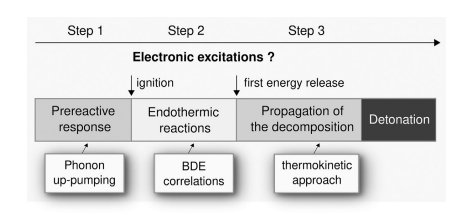 Step 1 Step 2 Step 3
Electronic excitations ?
ignition first energy release
Prereactive
response
Endothermic
reactions
Propagation of
the decomposition
Detonation
Phonon
up-pumping
BDE
correlations
thermokinetic
approach